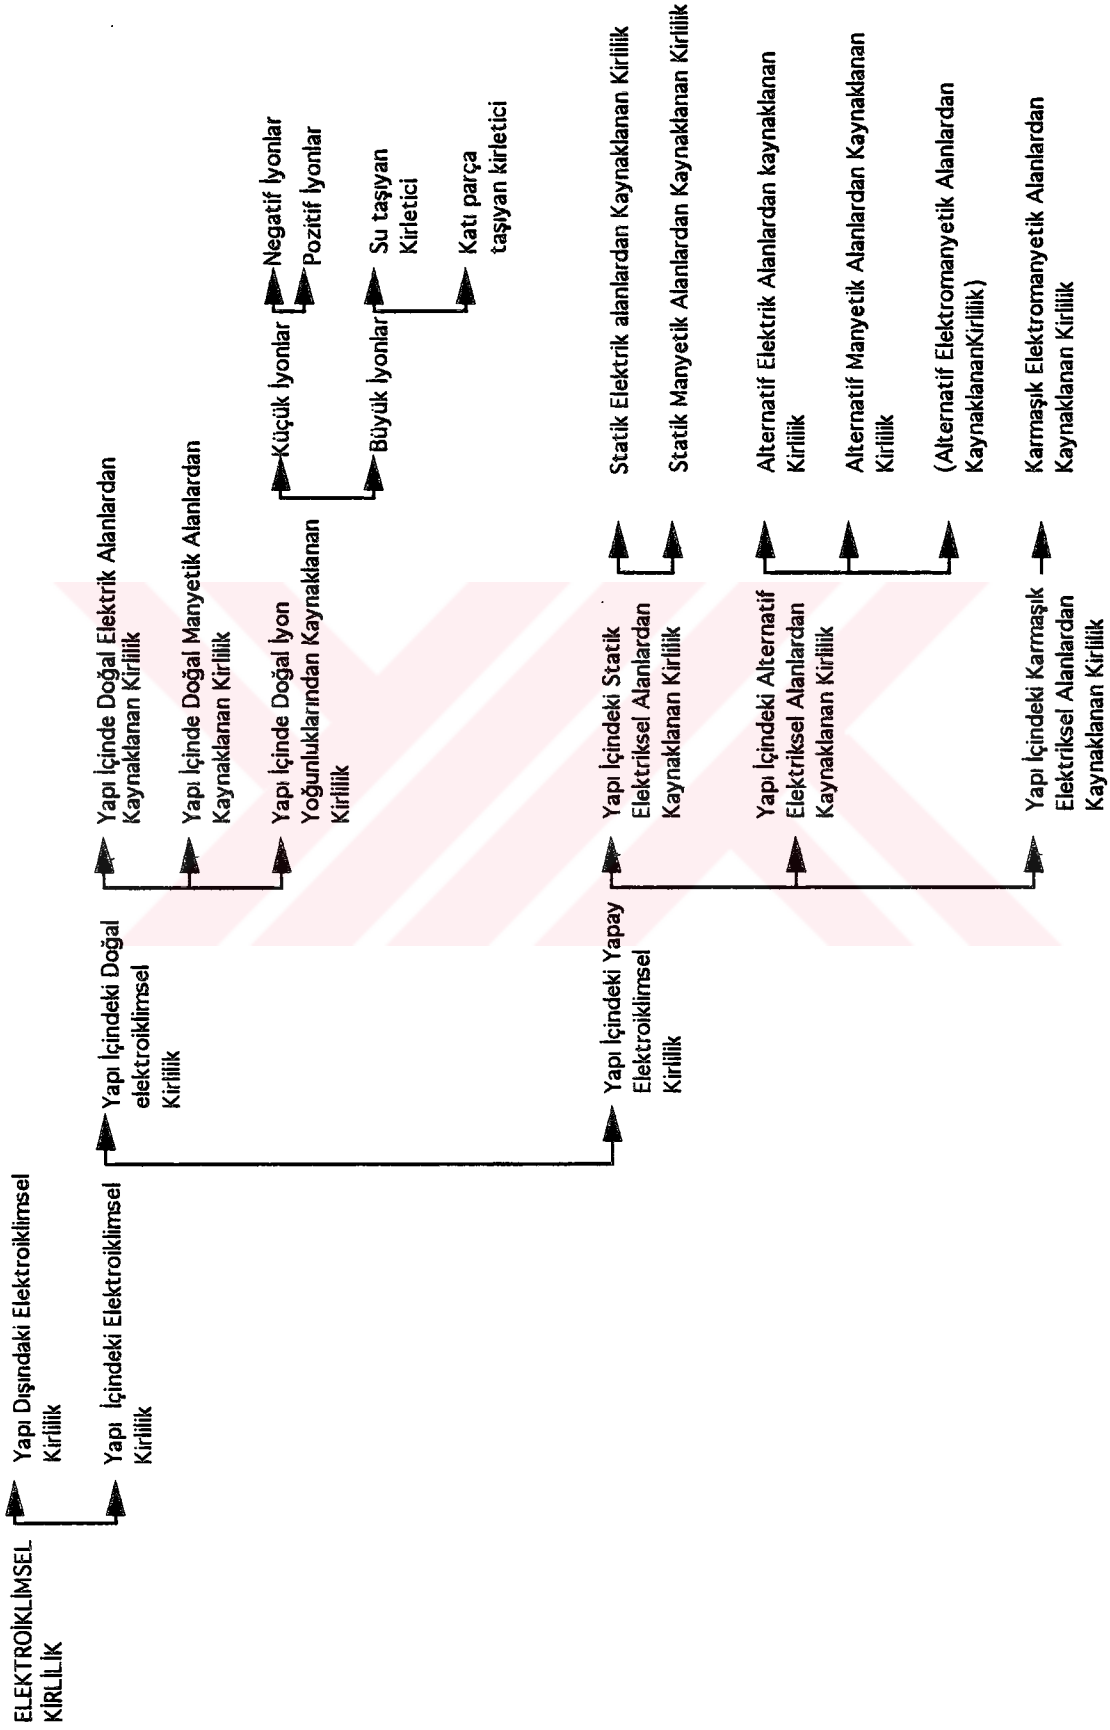 ELEKTROİKLİMSEL
KİRLİLİK
Yapı Dışındaki Elektroiklimsel
Kirlilik
Yapı İçindeki Elektroiklimsel
Kirlilik
Yapı İçindeki Doğal
elektroiklimsel
Kirlilik
Yapı İçinde Doğal Elektrik Alanlardan
Kaynaklanan Kirlilik
Yapı İçinde Doğal Manyetik Alanlardan
Kaynaklanan Kirlilik
Yapı İçinde Doğal İyon
Yoğunluklarından Kaynaklanan
Kirlilik
Küçük İyonlar
Negatif İyonlar
Pozitif İyonlar
Büyük İyonlar
Su taşıyan
Kirletici
Katı parça
taşıyan kirletici
Yapı İçindeki Yapay
Elektroiklimsel
Kirlilik
Yapı İçindeki Statik
Elektriksel Alanlardan
Kaynaklanan Kirlilik
Statik Elektrik alanlardan Kaynaklanan Kirlilik
Statik Manyetik Alanlardan Kaynaklanan Kirlilik
Yapı İçindeki Alternatif
Elektriksel Alanlardan
Kaynaklanan Kirlilik
Alternatif Elektrik Alanlardan kaynaklanan
Kirlilik
Alternatif Manyetik Alanlardan Kaynaklanan
Kirlilik
(Alternatif Elektromanyetik Alanlardan
KaynaklananKirlilik)
Yapı İçindeki Karmaşık
Elektriksel Alanlardan
Kaynaklanan Kirlilik
Karmaşık Elektromanyetik Alanlardan
Kaynaklanan Kirlilik